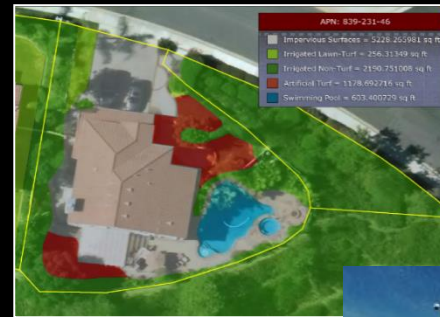 APN: 839-231-46
Impervious Surfaces = 5228.265981 sq ft
Irrigated Lawn-Turf = 256.31349 sq ft
Irrigated Non-Turf = 2190.751008 sq ft
Artificial Turf = 1178.692716 sq ft
Swimming Pool = 603.400729 sq ft